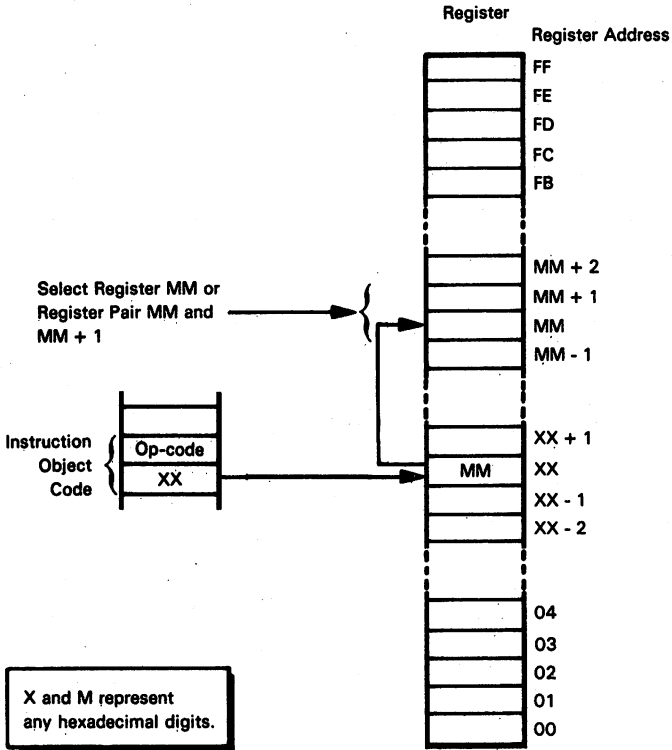 Register
Register Address
FF
FE
FD
FC
FB
MM + 2
MM + 1
MM
MM - 1
Select Register MM or
Register Pair MM and
MM + 1
XX + 1
XX
XX - 1
XX - 2
MM
Instruction
Object
Code
Op-code
XX
04
03
02
01
00
X and M represent
any hexadecimal digits.